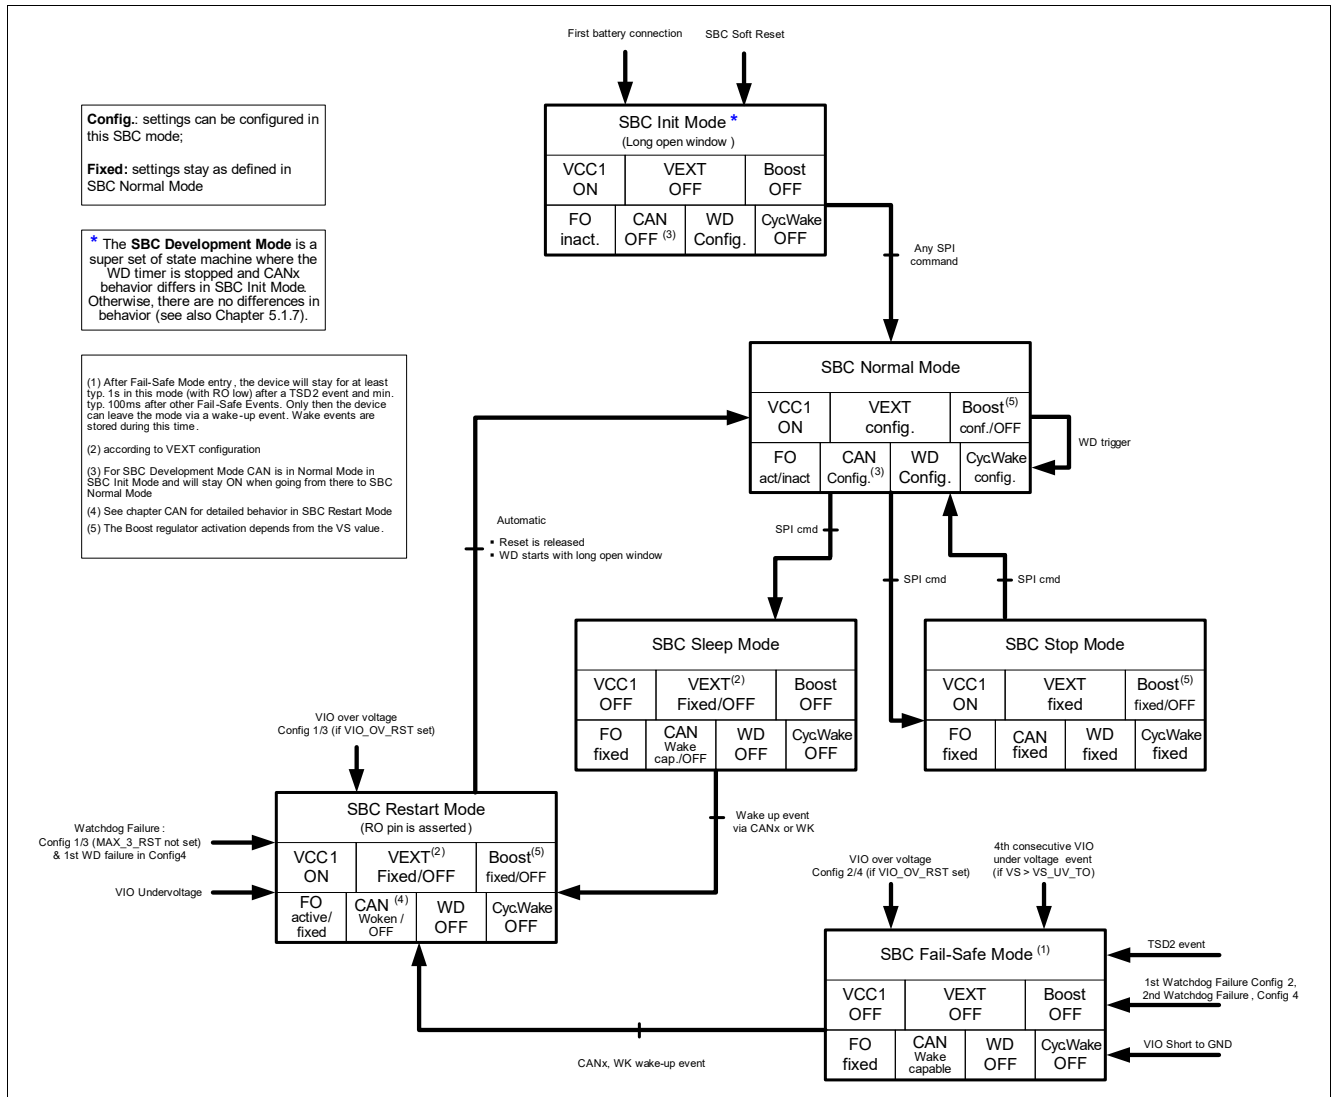 First battery connection
SBC Soft Reset
Config.: settings can be configured in
this SBC mode;
Fixed: settings stay as defined in
SBC Normal Mode
* The SBC Development Mode is a
super set of state machine where the
WD timer is stopped and CANx
behavior differs in SBC Init Mode.
Otherwise, there are no differences in
behavior (see also Chapter 5.1.7).
(1) After Fail-Safe Mode entry, the device will stay for at least
typ. 1s in this mode (with RO low) after a TSD2 event and min.
typ. 100ms after other Fail-Safe Events. Only then the device
can leave the mode via a wake-up event. Wake events are
stored during this time.
(2) according to VEXT configuration
(3) For SBC Development Mode CAN is in Normal Mode in
SBC Init Mode and will stay ON when going from there to SBC
Normal Mode
(4) See chapter CAN for detailed behavior in SBC Restart Mode
(5) The Boost regulator activation depends from the VS value.
SBC Init Mode *
(Long open window )
VCC1
ON
VEXT
OFF
Boost
OFF
FO
inact.
CAN
OFF (3)
WD
Config.
Cyc.Wake
OFF
Any SPI
command
SBC Normal Mode
VCC1
ON
VEXT
config.
Boost(5)
conf./OFF
FO
act/inact
CAN
Config.(3)
WD
Config.
Cyc.Wake
config.
WD trigger
Automatic
▪ Reset is released
▪ WD starts with long open window
SPI cmd
SPI cmd
SPI cmd
SBC Sleep Mode
VCC1
OFF
VEXT(2)
Fixed/OFF
Boost
OFF
FO
fixed
CAN
Wake
cap./OFF
WD
OFF
Cyc.Wake
OFF
SBC Stop Mode
VCC1
ON
VEXT
fixed
Boost(5)
fixed/OFF
FO
fixed
CAN
fixed
WD
fixed
Cyc.Wake
fixed
VIO over voltage
Config 1/3 (if VIO_OV_RST set)
Watchdog Failure :
Config 1/3 (MAX_3_RST not set)
& 1st WD failure in Config4
VIO Undervoltage
SBC Restart Mode
(RO pin is asserted)
VCC1
ON
VEXT(2)
Fixed/OFF
Boost(5)
fixed/OFF
FO
active/
fixed
CAN (4)
Woken /
OFF
WD
OFF
Cyc.Wake
OFF
Wake up event
via CANx or WK
VIO over voltage
Config 2/4 (if VIO_OV_RST set)
4th consecutive VIO
under voltage event
(if VS > VS_UV_TO)
SBC Fail-Safe Mode (1)
VCC1
OFF
VEXT
OFF
Boost
OFF
FO
fixed
CAN
Wake
capable
WD
OFF
Cyc.Wake
OFF
TSD2 event
1st Watchdog Failure Config 2,
2nd Watchdog Failure , Config 4
VIO Short to GND
CANx, WK wake-up event